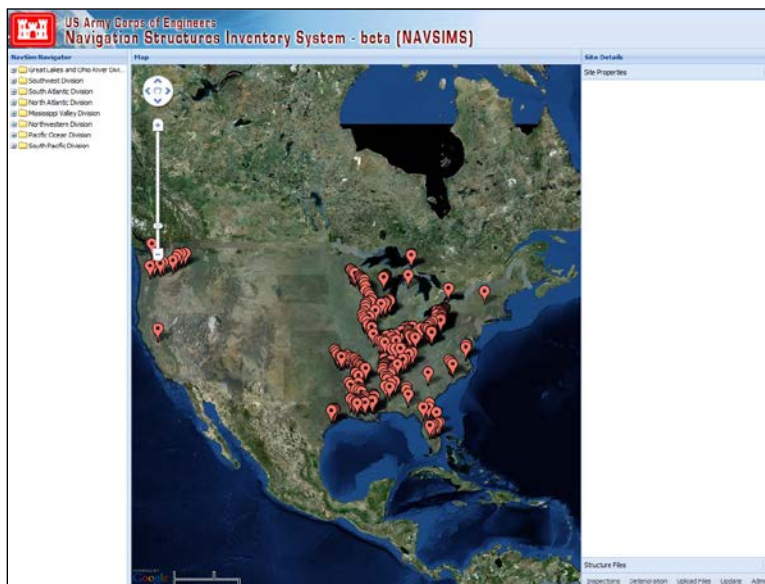 US Army Corps of Engineers
Navigation Structures Inventory System - beta (NAVSIMS)
Navigator
Great Lakes and Ohio River Div...
Southwest Division
South Atlantic Division
North Atlantic Division
Mississippi Valley Division
Northwestern Division
Pacific Ocean Division
South Pacific Division
Map
Google
Site Details
Site Properties
Structure Files
Inspections Deterioration Upload Files Update